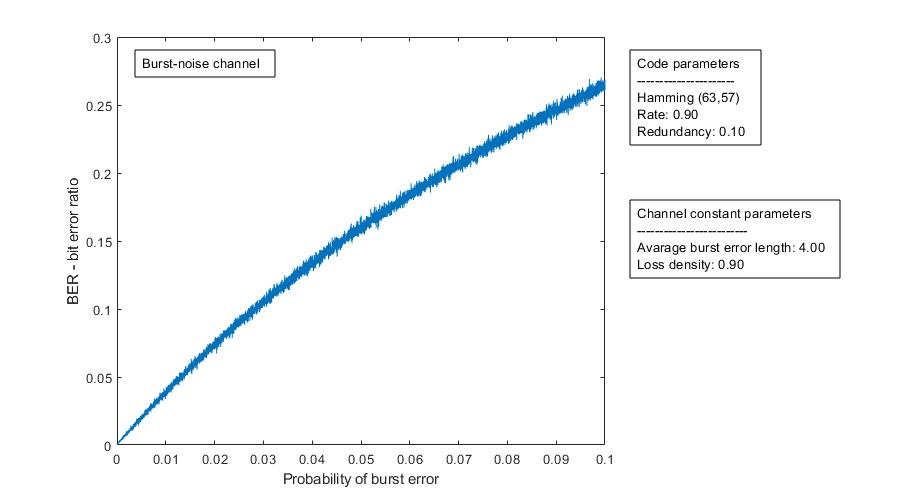 0.3
0.25
0.2
0.15
0.1
0.05
0
BER - bit error ratio
Burst-noise channel
0 0.01 0.02 0.03 0.04 0.05 0.06 0.07 0.08 0.09 0.1
Probability of burst error
Code parameters
----------------------
Hamming (63,57)
Rate: 0.90
Redundancy: 0.10
Channel constant parameters
-------------------------
Avarage burst error length: 4.00
Loss density: 0.90